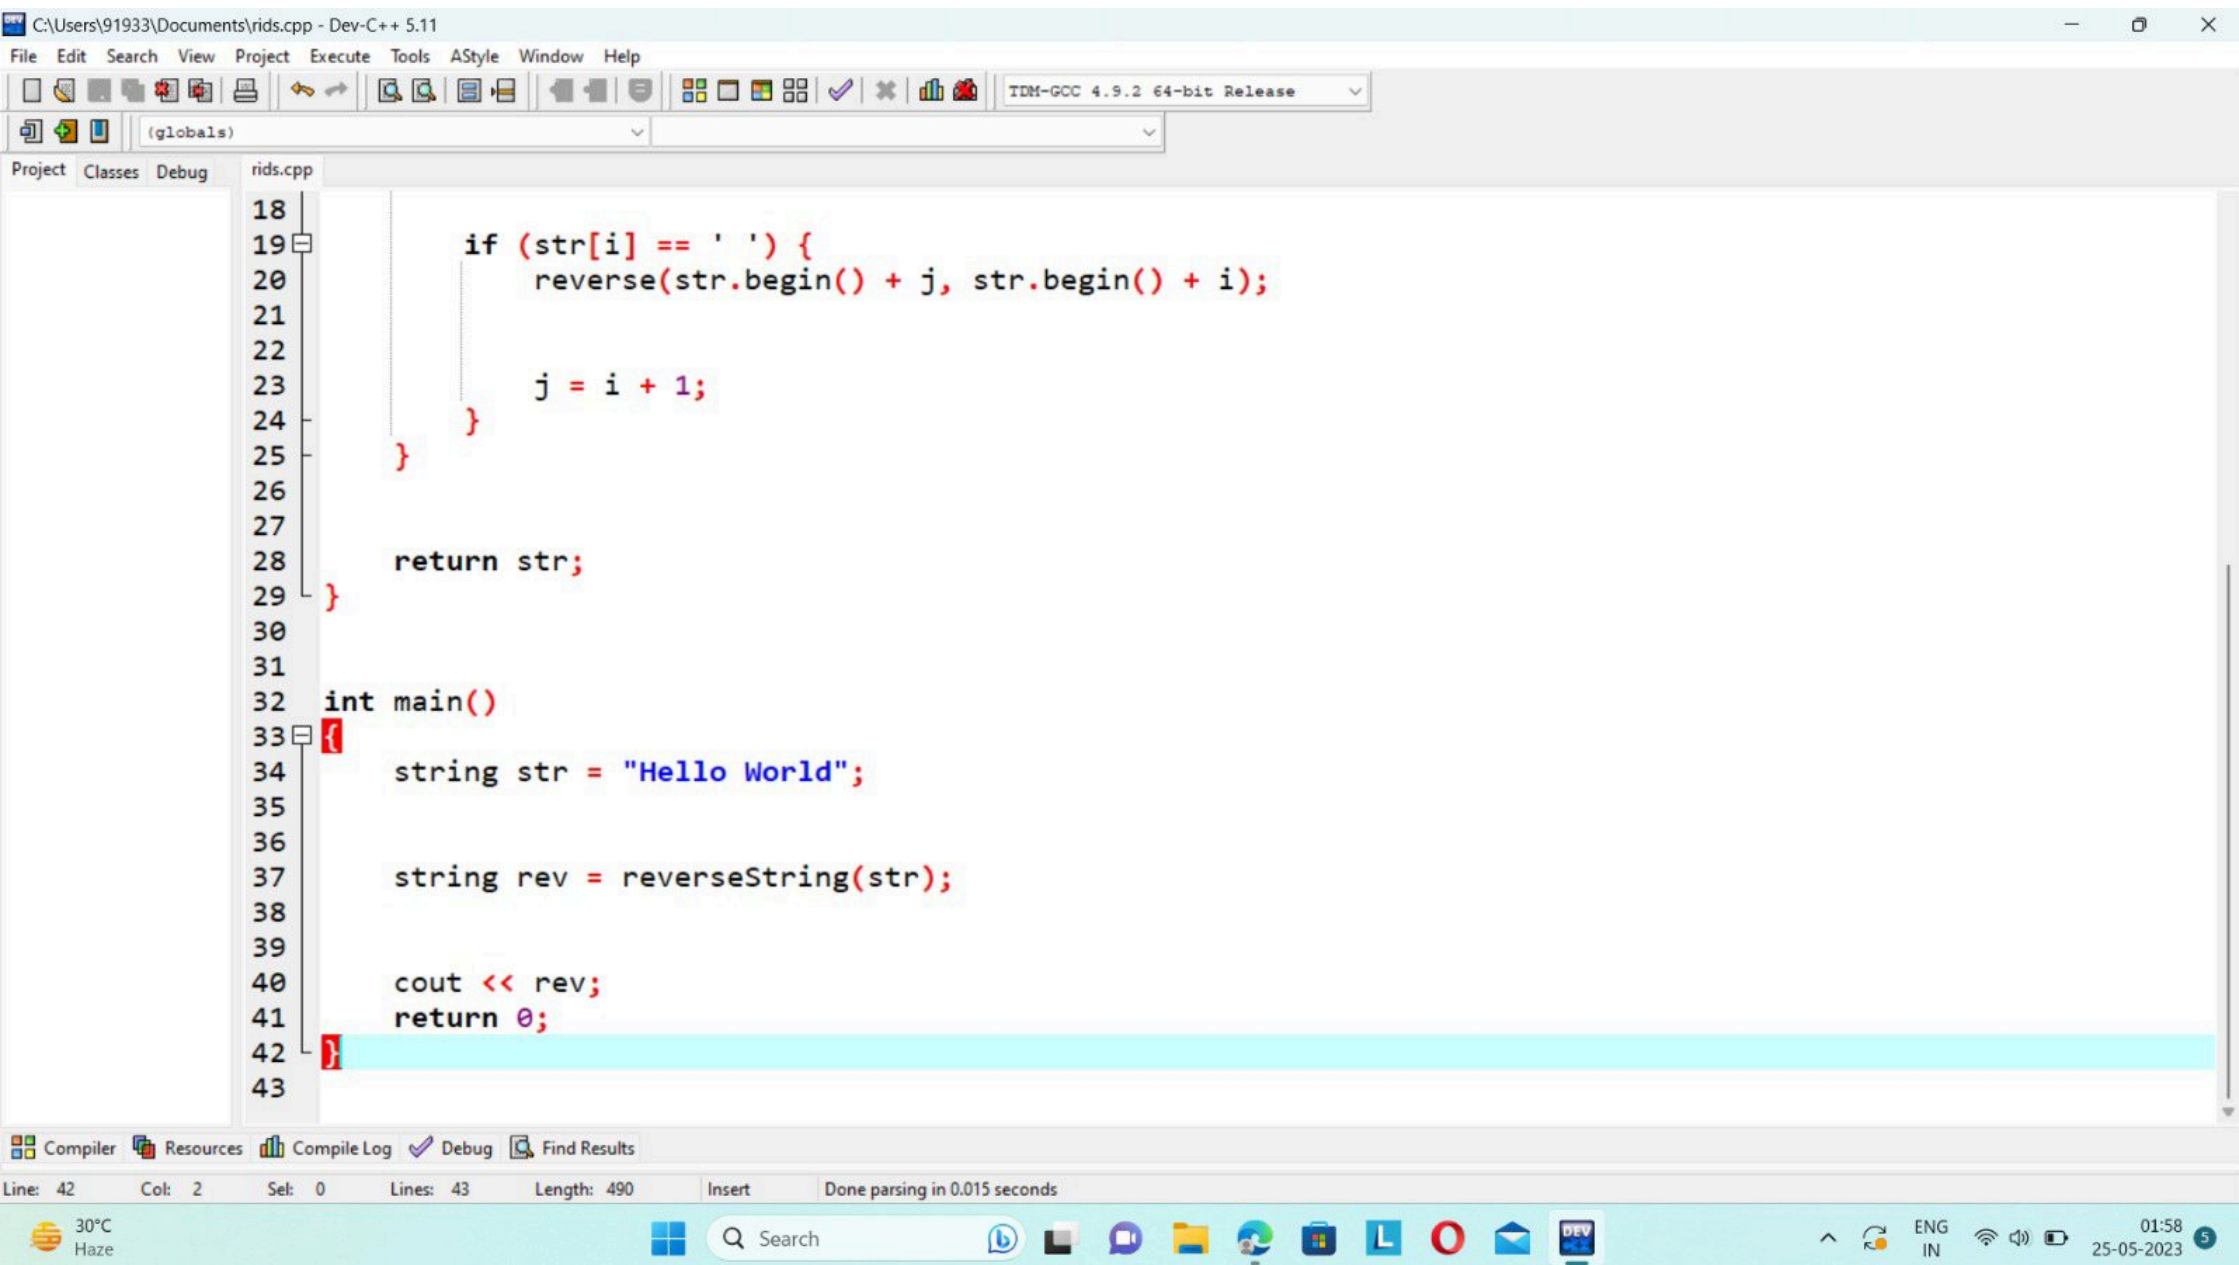 C:\Users\91933\Documents\rids.cpp - Dev-C++ 5.11
File Edit Search View Project Execute Tools AStyle Window Help
TDM-GCC 4.9.2 64-bit Release
(globals)
Project Classes Debug rids.cpp
18
19 if (str[i] == ' ') {
20 reverse(str.begin() + j, str.begin() + i);
21
22
23 j = i + 1;
24 }
25 }
26
27
28 return str;
29 }
30
31
32 int main()
33 {
34 string str = "Hello World";
35
36
37 string rev = reverseString(str);
38
39
40 cout << rev;
41 return 0;
42 }
43
Compiler Resources Compile Log Debug Find Results
Line: 42 Col: 2 Sel: 0 Lines: 43 Length: 490 Insert Done parsing in 0.015 seconds
30°C
Haze
Search
L
DEV
ENG
IN
01:58
25-05-2023
5